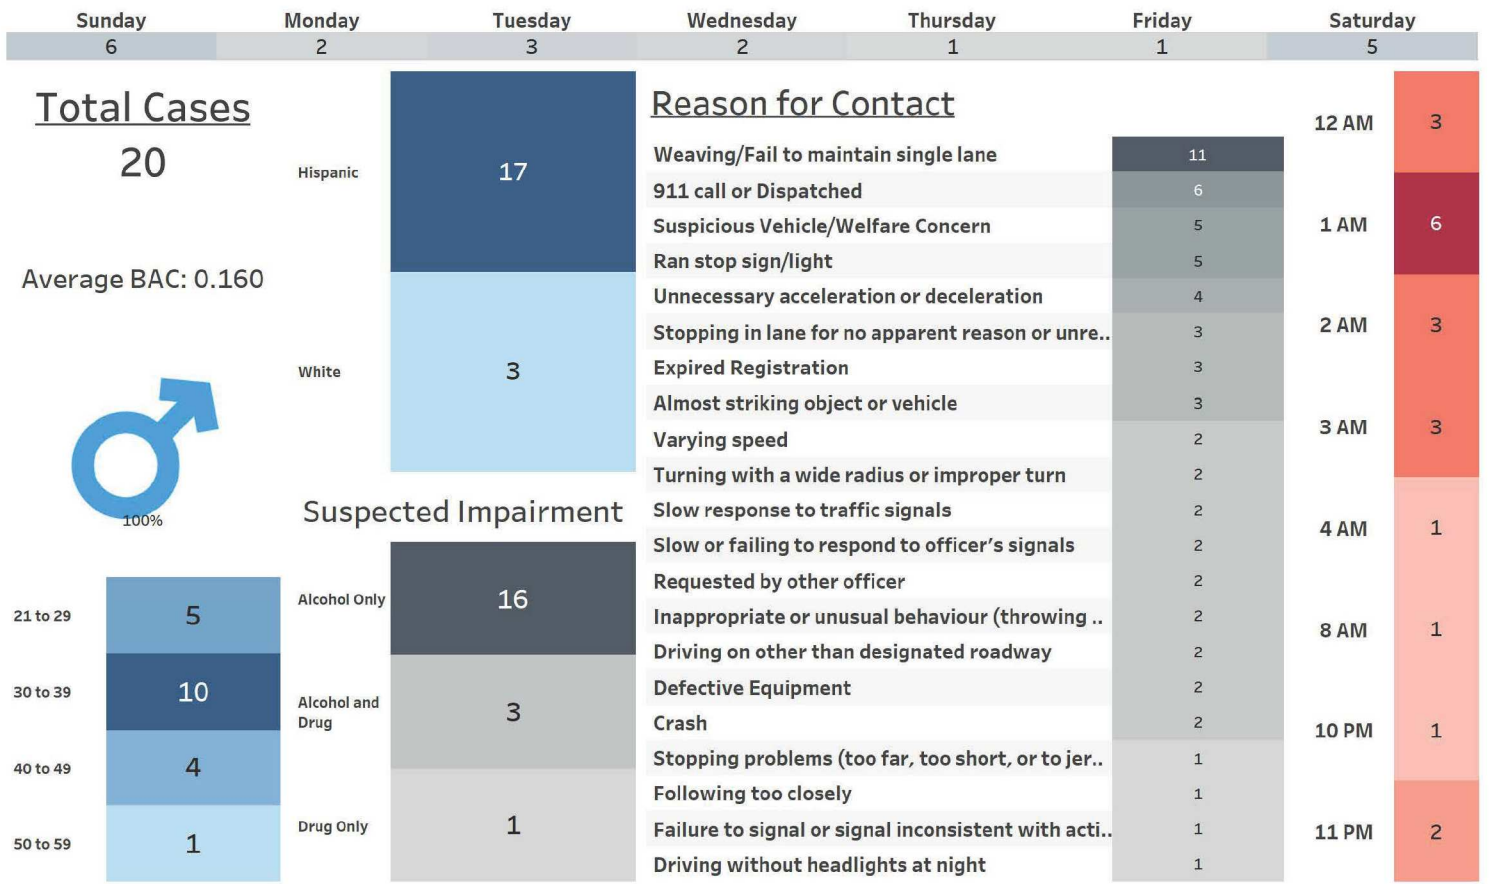 Sunday Monday Tuesday Wednesday Thursday Friday Saturday
6 2 3 2 1 1 5
Total Cases
20
Average BAC: 0.160
100%
21 to 29 5
30 to 39 10
40 to 49 4
50 to 59 1
Hispanic 17
White 3
Suspected Impairment
Alcohol Only 16
Alcohol and
Drug 3
Drug Only 1
Reason for Contact
Weaving/Fail to maintain single lane 11
911 call or Dispatched 6
Suspicious Vehicle/Welfare Concern 5
Ran stop sign/light 5
Unnecessary acceleration or deceleration 4
Stopping in lane for no apparent reason or unre.. 3
Expired Registration 3
Almost striking object or vehicle 3
Varying speed 2
Turning with a wide radius or improper turn 2
Slow response to traffic signals 2
Slow or failing to respond to officer's signals 2
Requested by other officer 2
Inappropriate or unusual behaviour (throwing .. 2
Driving on other than designated roadway 2
Defective Equipment 2
Crash 2
Stopping problems (too far, too short, or to jer.. 1
Following too closely 1
Failure to signal or signal inconsistent with acti.. 1
Driving without headlights at night 1
12 AM 3
1 AM 6
2 AM 3
3 AM 3
4 AM 1
8 AM 1
10 PM 1
11 PM 2